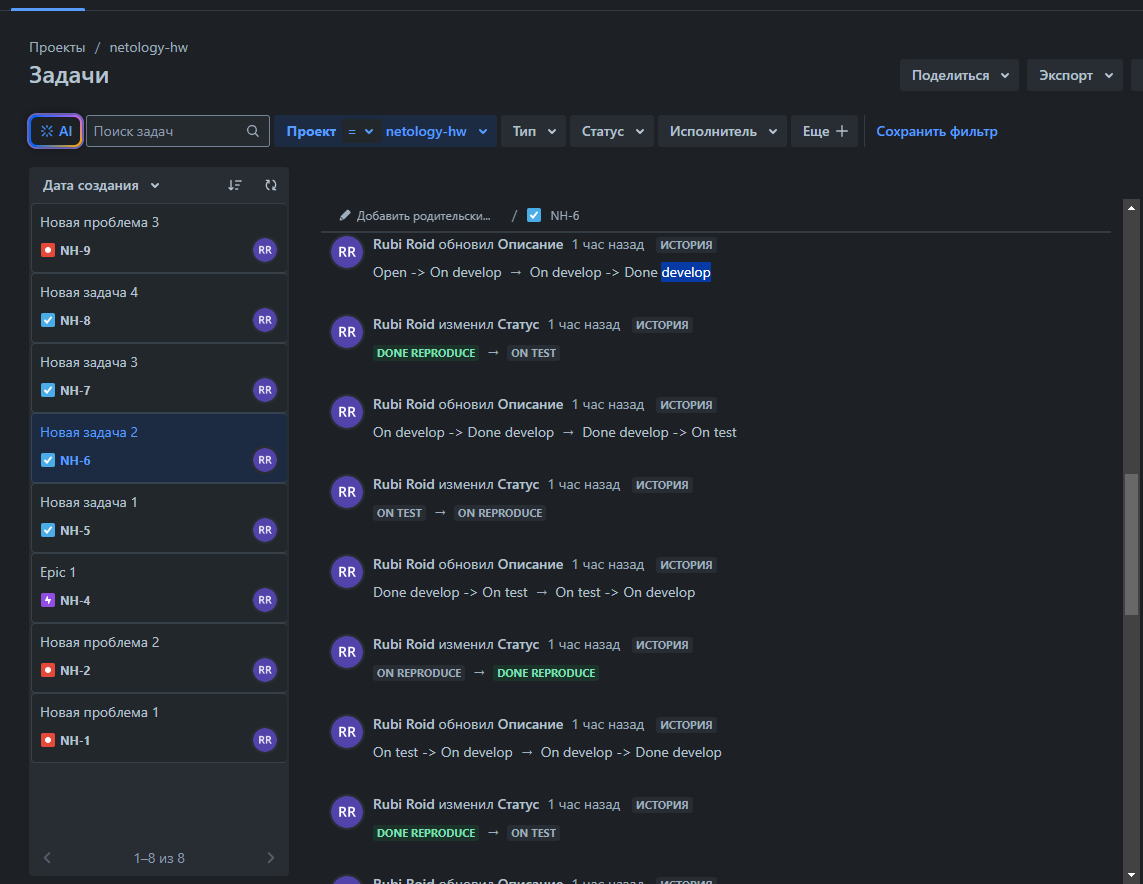 Проекты / netology-hw
Задачи
Поделиться
Экспорт
AI
Поиск задач
Проект = netology-hw
Тип
Статус
Исполнитель
Еще
Сохранить фильтр
Дата создания
Новая проблема 3
NH-9 RR
Новая задача 4
NH-8 RR
Новая задача 3
NH-7 RR
Новая задача 2
NH-6 RR
Новая задача 1
NH-5 RR
Epic 1
NH-4 RR
Новая проблема 2
NH-2 RR
Новая проблема 1
NH-1 RR
1–8 из 8
Добавить родительски... / NH-6
RR Rubi Roid обновил Описание 1 час назад ИСТОРИЯ
Open -> On develop → On develop -> Done develop
RR Rubi Roid изменил Статус 1 час назад ИСТОРИЯ
DONE REPRODUCE → ON TEST
RR Rubi Roid обновил Описание 1 час назад ИСТОРИЯ
On develop -> Done develop → Done develop -> On test
RR Rubi Roid изменил Статус 1 час назад ИСТОРИЯ
ON TEST → ON REPRODUCE
RR Rubi Roid обновил Описание 1 час назад ИСТОРИЯ
Done develop -> On test → On test -> On develop
RR Rubi Roid изменил Статус 1 час назад ИСТОРИЯ
ON REPRODUCE → DONE REPRODUCE
RR Rubi Roid обновил Описание 1 час назад ИСТОРИЯ
On test -> On develop → On develop -> Done develop
RR Rubi Roid изменил Статус 1 час назад ИСТОРИЯ
DONE REPRODUCE → ON TEST
Rubi Roid обновил Описание 1 час назад ИСТОРИЯ